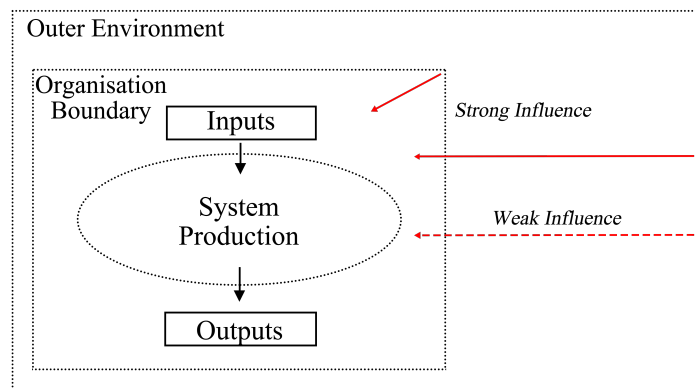 Outer Environment
Organisation
Boundary
Inputs
Strong Influence
System
Production
Weak Influence
Outputs